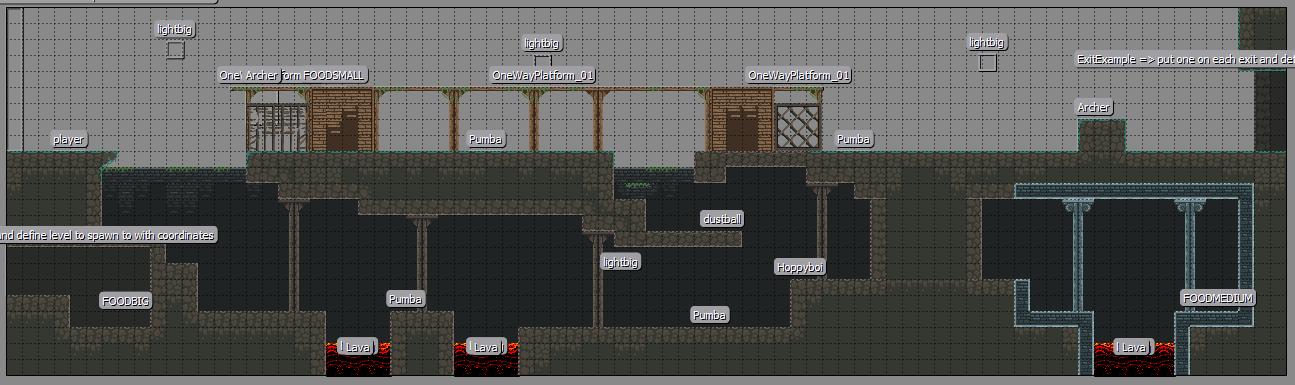 lightbig
lightbig
lightbig
ExitExample => put one on each exit and def
One
Archer
form
FOODSMALL
OneWayPlatform_01
OneWayPlatform_01
Archer
player
Pumba
Pumba
dustball
and define level to spawn to with coordinates
lightbig
Hoppyboi
FOODBIG
Pumba
FOODMEDIUM
Pumba
Lava
Lava
Lava